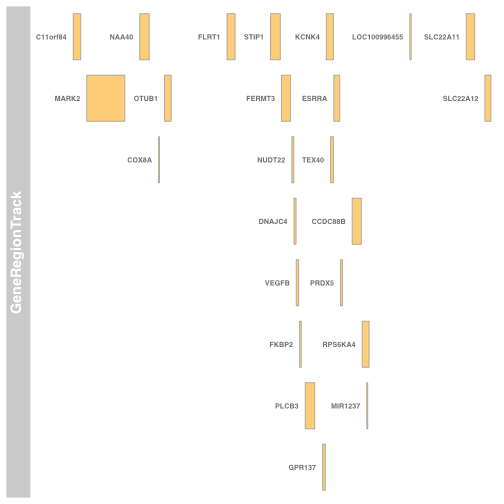 GeneRegionTrack
C11orf84 NAA40 FLRT1 STIP1 KCNK4 LOC100996455 SLC22A11
MARK2 OTUB1 FERMT3 ESRRA SLC22A12
COX8A NUDT22 TEX40
DNAJC4 CCDC88B
VEGFB PRDX5
FKBP2 RPS6KA4
PLCB3 MIR1237
GPR137